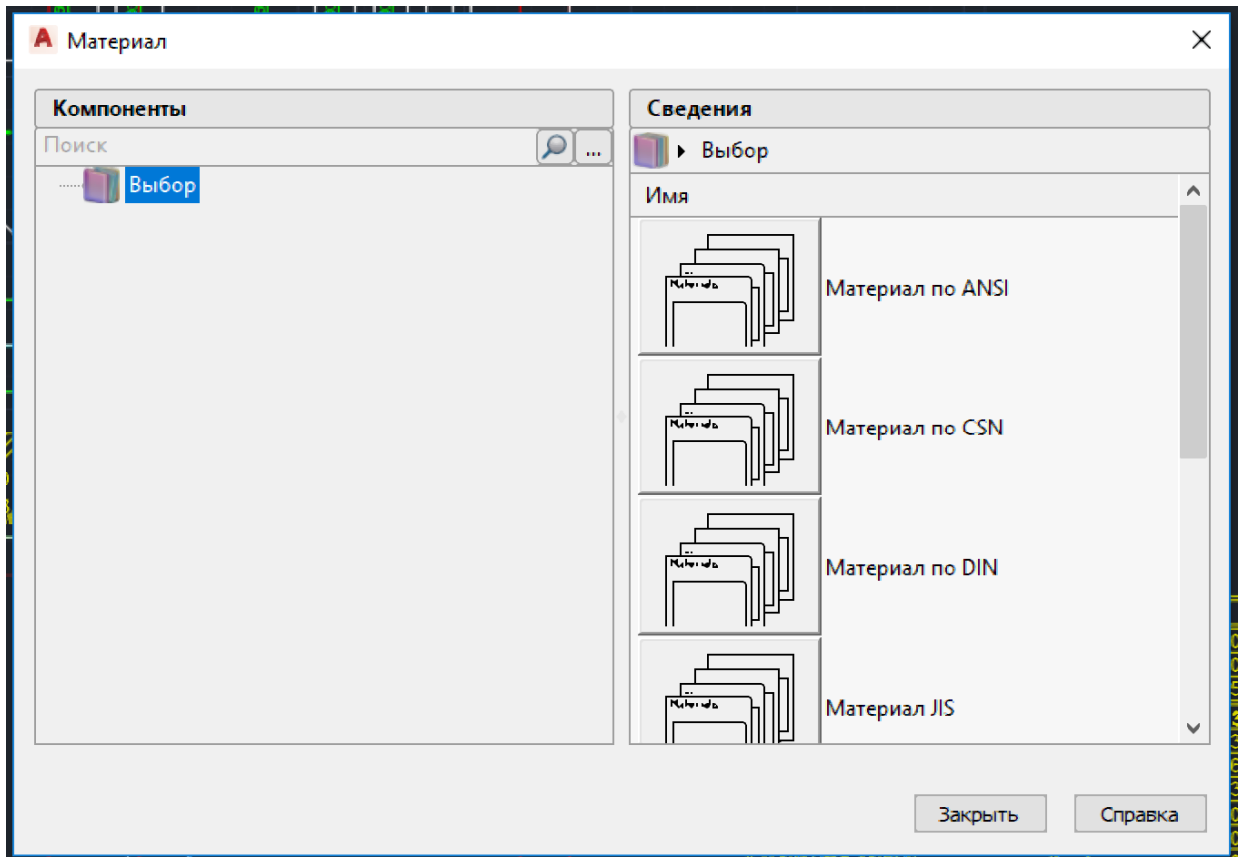 Материал
Компоненты
Поиск
...
Выбор
Сведения
Выбор
Имя
Материал по ANSI
Материал по CSN
Материал по DIN
Материал JIS
Закрыть
Справка